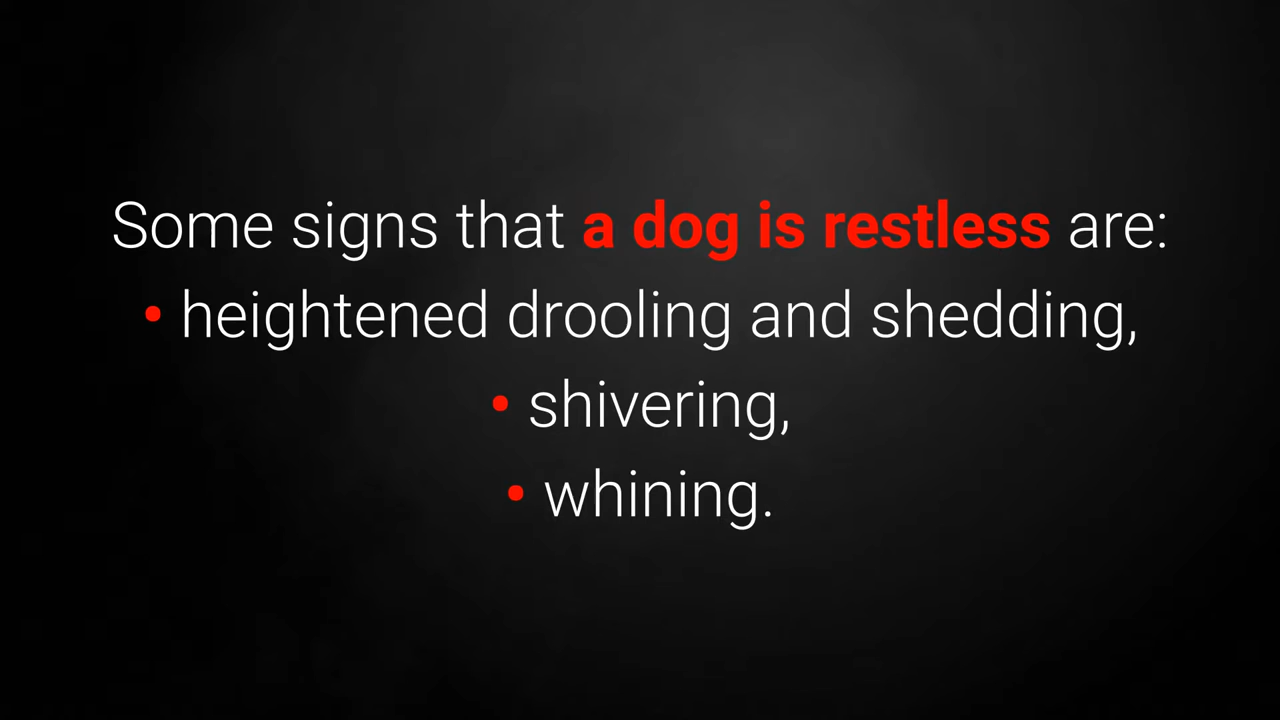 Some signs that a dog is restless are:
• heightened drooling and shedding,
• shivering,
• whining.